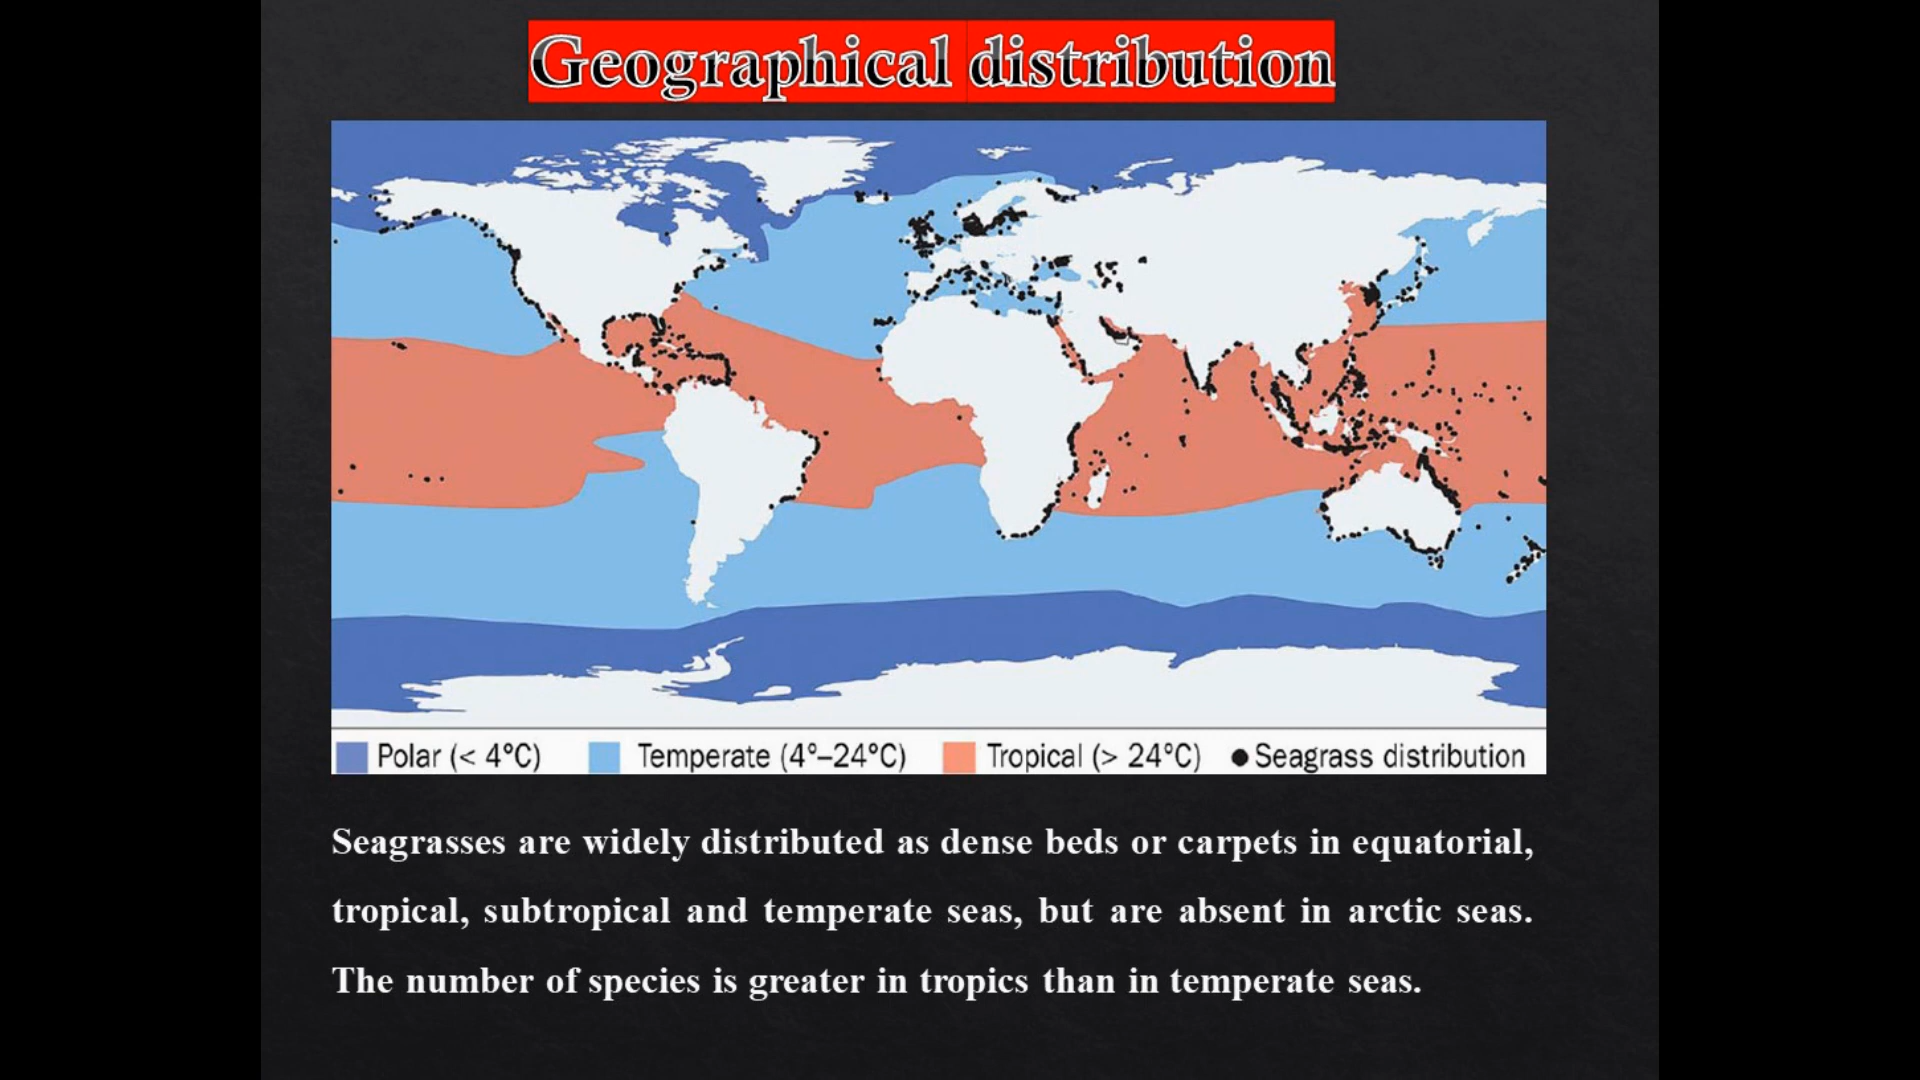 Geographical distribution
Polar (< 4°C) Temperate (4°–24°C) Tropical (> 24°C) Seagrass distribution
Seagrasses are widely distributed as dense beds or carpets in equatorial,
tropical, subtropical and temperate seas, but are absent in arctic seas.
The number of species is greater in tropics than in temperate seas.